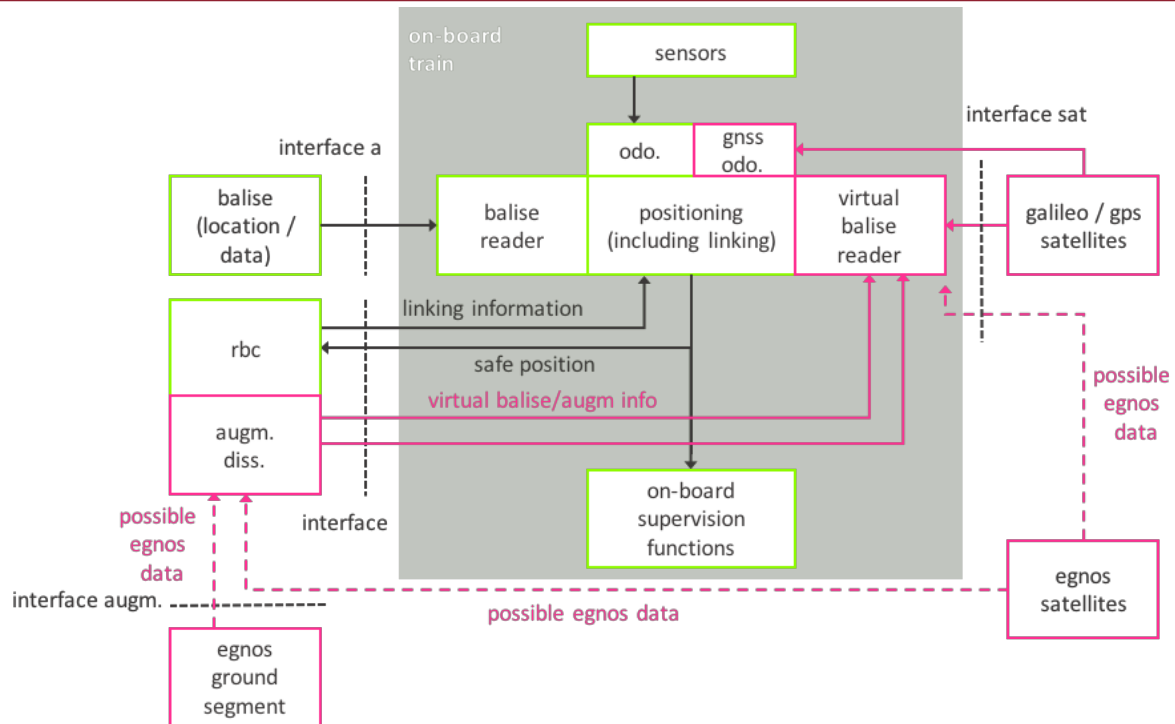 on-board
train
sensors
interface sat
interface a
odo.
gnss
odo.
balise
(location /
data)
balise
reader
positioning
(including linking)
virtual
balise
reader
galileo / gps
satellites
linking information
rbc
safe position
possible
egnos
data
virtual balise/augm info
augm.
diss.
on-board
supervision
functions
interface
possible
egnos
data
egnos
satellites
interface augm.
possible egnos data
egnos
ground
segment